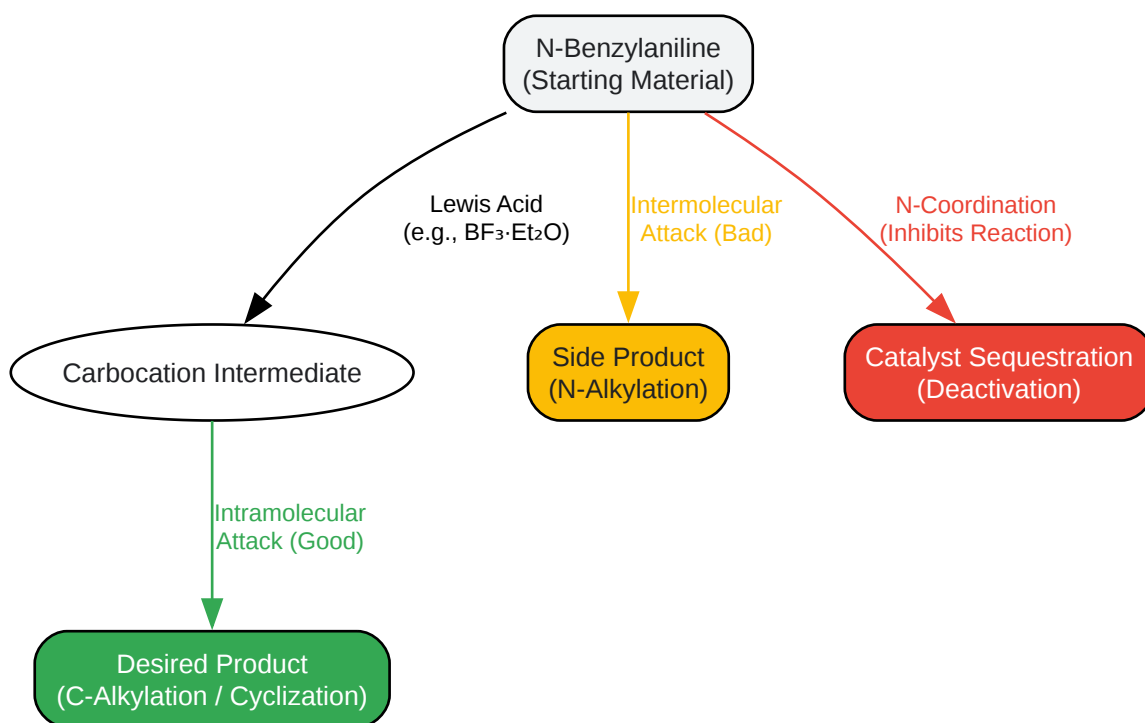 N-Benzylaniline
(Starting Material)
Lewis Acid
(e.g., BF₃·Et₂O)
Intermolecular
Attack (Bad)
N-Coordination
(Inhibits Reaction)
Carbocation Intermediate
Side Product
(N-Alkylation)
Catalyst Sequestration
(Deactivation)
Intramolecular
Attack (Good)
Desired Product
(C-Alkylation / Cyclization)